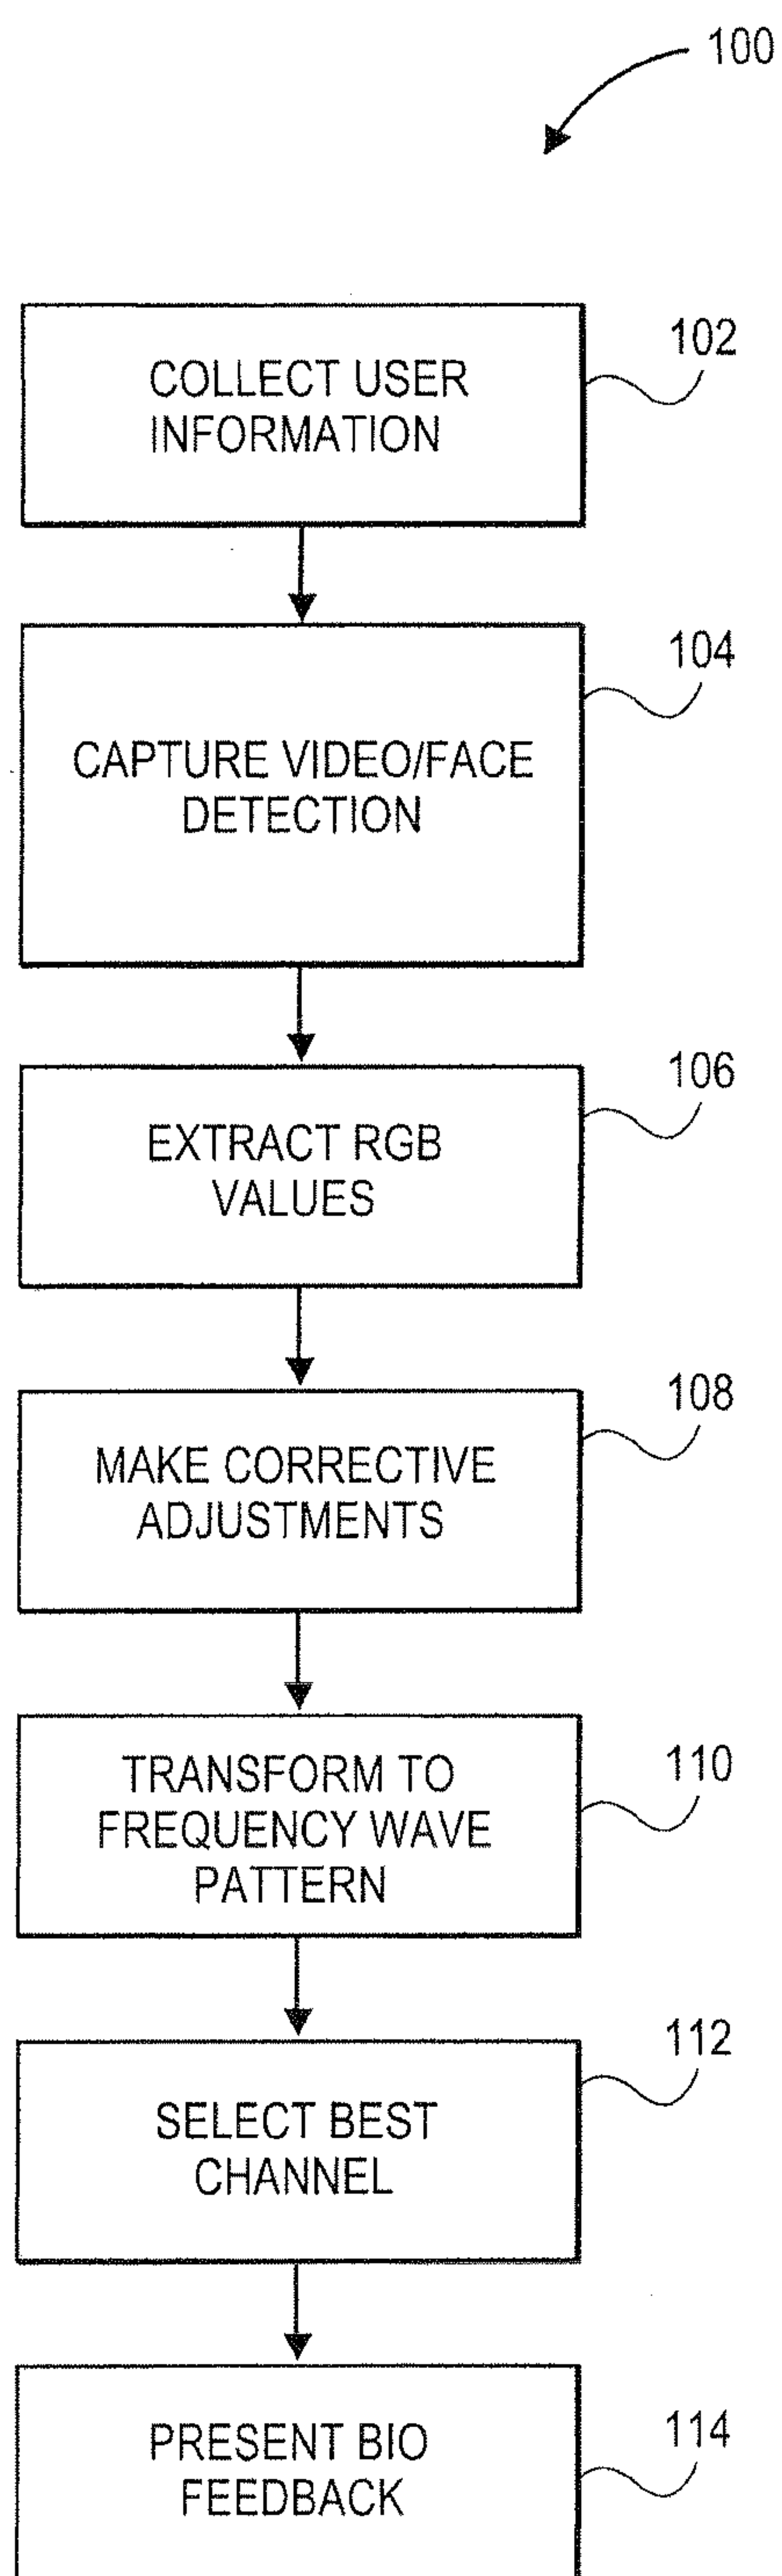 100
COLLECT USER
INFORMATION
102
CAPTURE VIDEO/FACE
DETECTION
104
EXTRACT RGB
VALUES
106
MAKE CORRECTIVE
ADJUSTMENTS
108
TRANSFORM TO
FREQUENCY WAVE
PATTERN
110
SELECT BEST
CHANNEL
112
PRESENT BIO
FEEDBACK
114